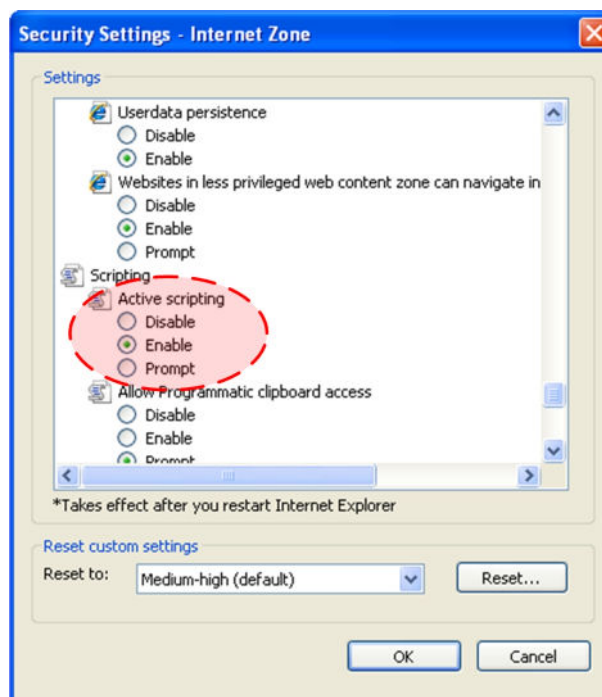 Security Settings - Internet Zone
Settings
Userdata persistence
Disable
Enable
Websites in less privileged web content zone can navigate in
Disable
Enable
Prompt
Scripting
Active scripting
Disable
Enable
Prompt
Allow Programmatic clipboard access
Disable
Enable
Prompt
*Takes effect after you restart Internet Explorer
Reset custom settings
Reset to:
Medium-high (default)
Reset...
OK
Cancel